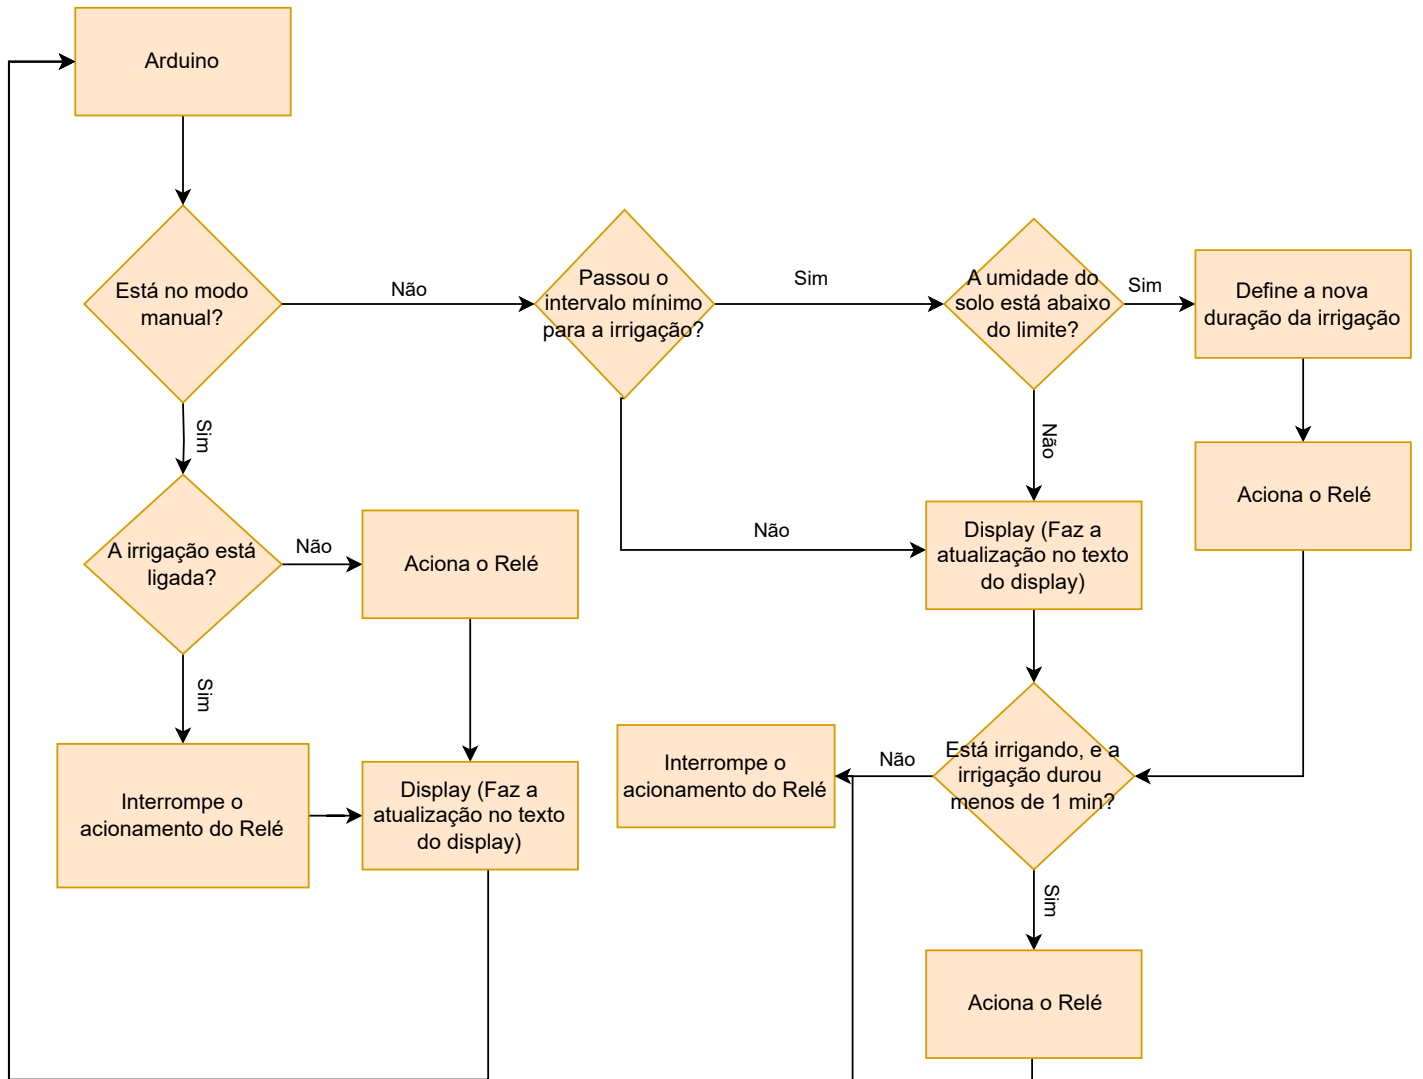 Arduino
Está no modo
manual?
Não
Passou o
intervalo mínimo
para a irrigação?
Sim
A umidade do
solo está abaixo
do limite?
Sim
Define a nova
duração da irrigação
Sim
Não
Aciona o Relé
A irrigação está
ligada?
Não
Aciona o Relé
Não
Display (Faz a
atualização no texto
do display)
Sim
Interrompe o
acionamento do Relé
Display (Faz a
atualização no texto
do display)
Interrompe o
acionamento do Relé
Não
Está irrigando, e a
irrigação durou
menos de 1 min?
Sim
Aciona o Relé